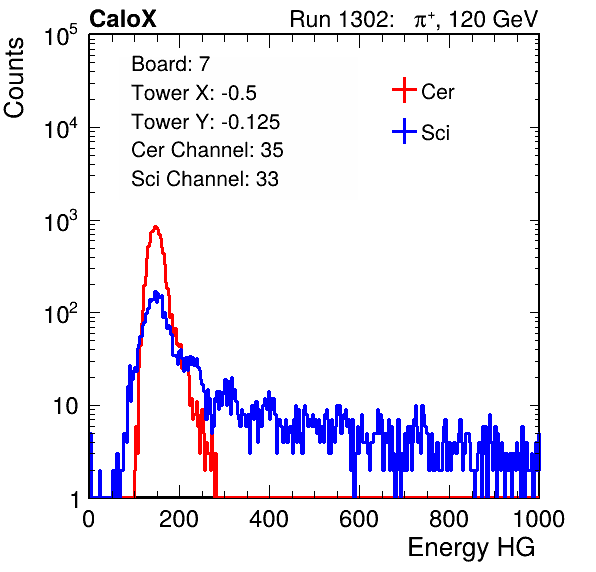 CaloX Run 1302: π⁺, 120 GeV
Board: 7
Tower X: -0.5
Tower Y: -0.125
Cer Channel: 35
Sci Channel: 33
Cer
Sci
Counts
10⁵
10⁴
10³
10²
10
1
0 200 400 600 800 1000
Energy HG